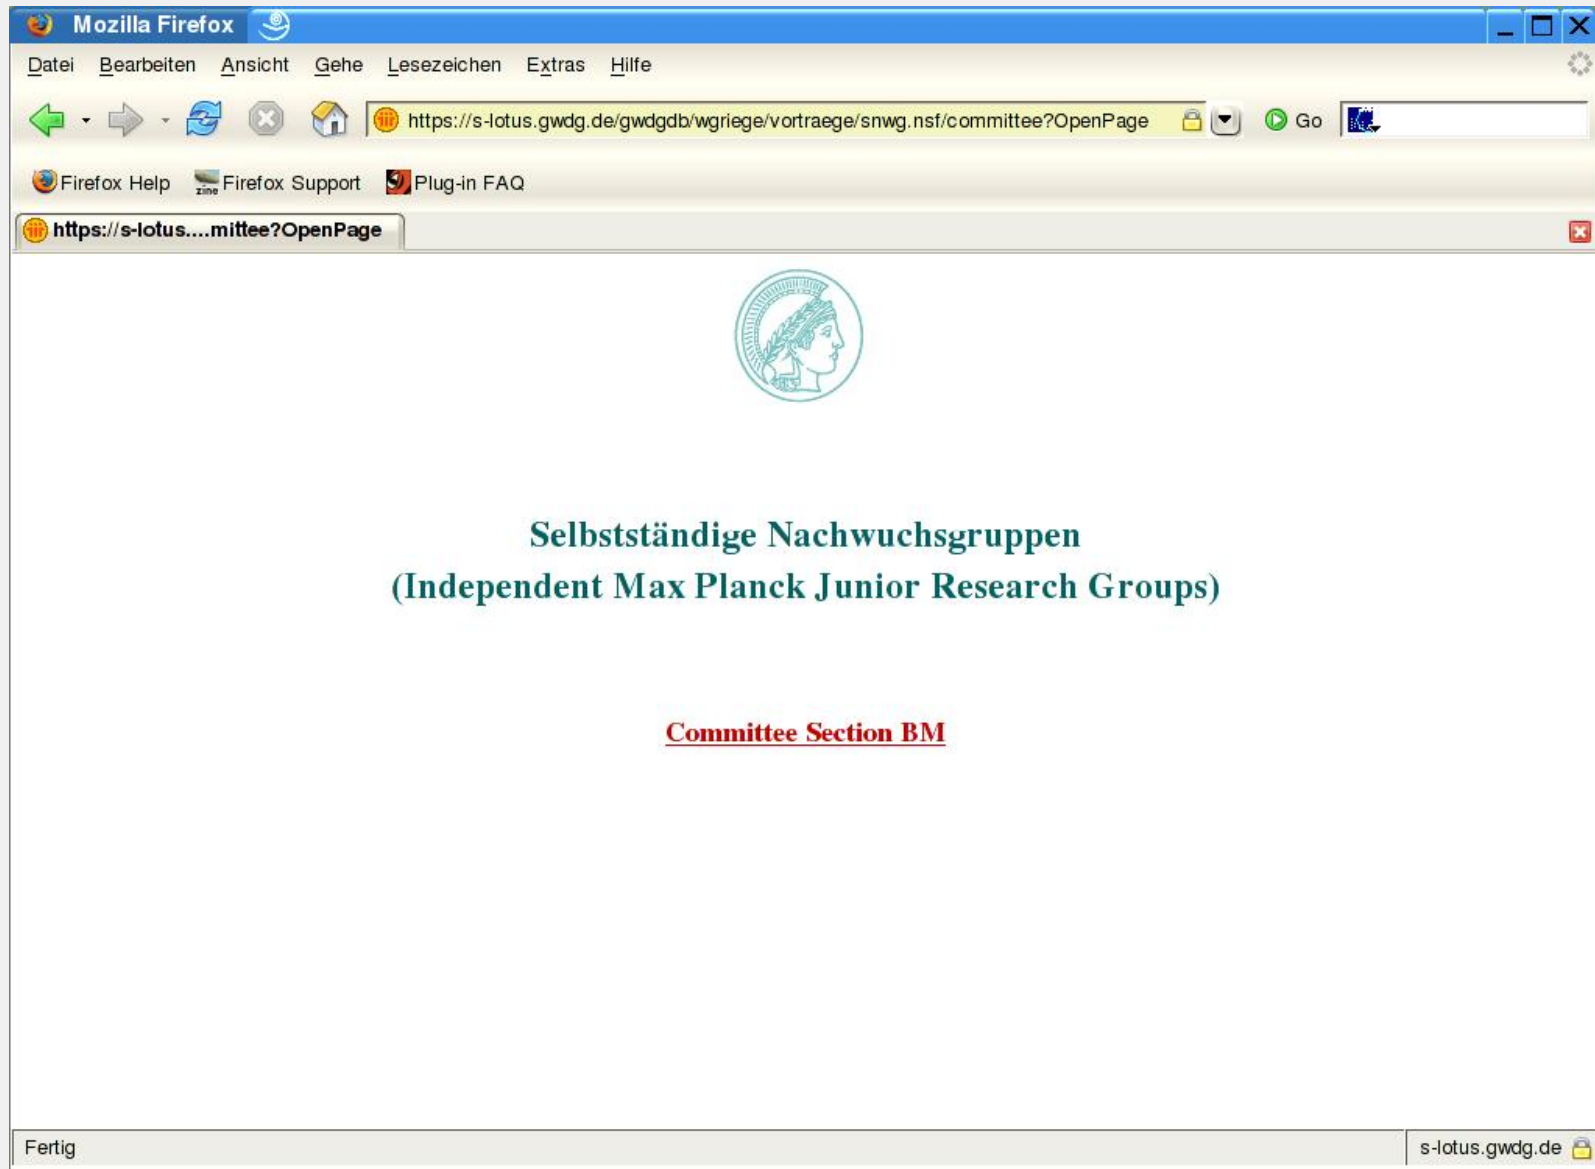 Mozilla Firefox
Datei Bearbeiten Ansicht Gehe Lesezeichen Extras Hilfe
https://s-lotus.gwdg.de/gwdgdb/wgriege/vortraege/snwg.nsf/committee?OpenPage Go
Firefox Help zine Firefox Support Plug-in FAQ
https://s-lotus....mittee?OpenPage
Selbstständige Nachwuchsgruppen
(Independent Max Planck Junior Research Groups)
Committee Section BM
Fertig s-lotus.gwdg.de